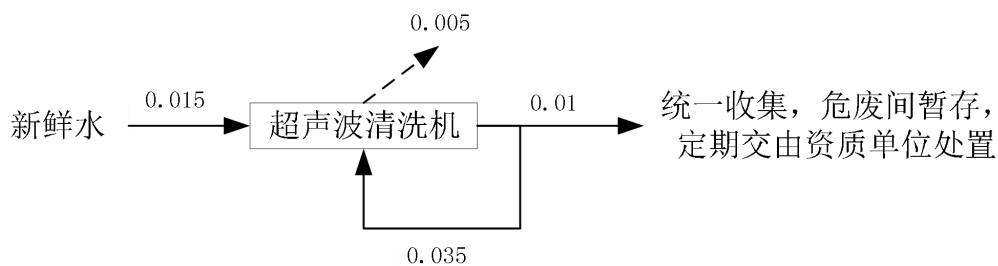 0.005
0.015
新鲜水
超声波清洗机
0.01
统一收集，危废间暂存，
定期交由资质单位处置
0.035